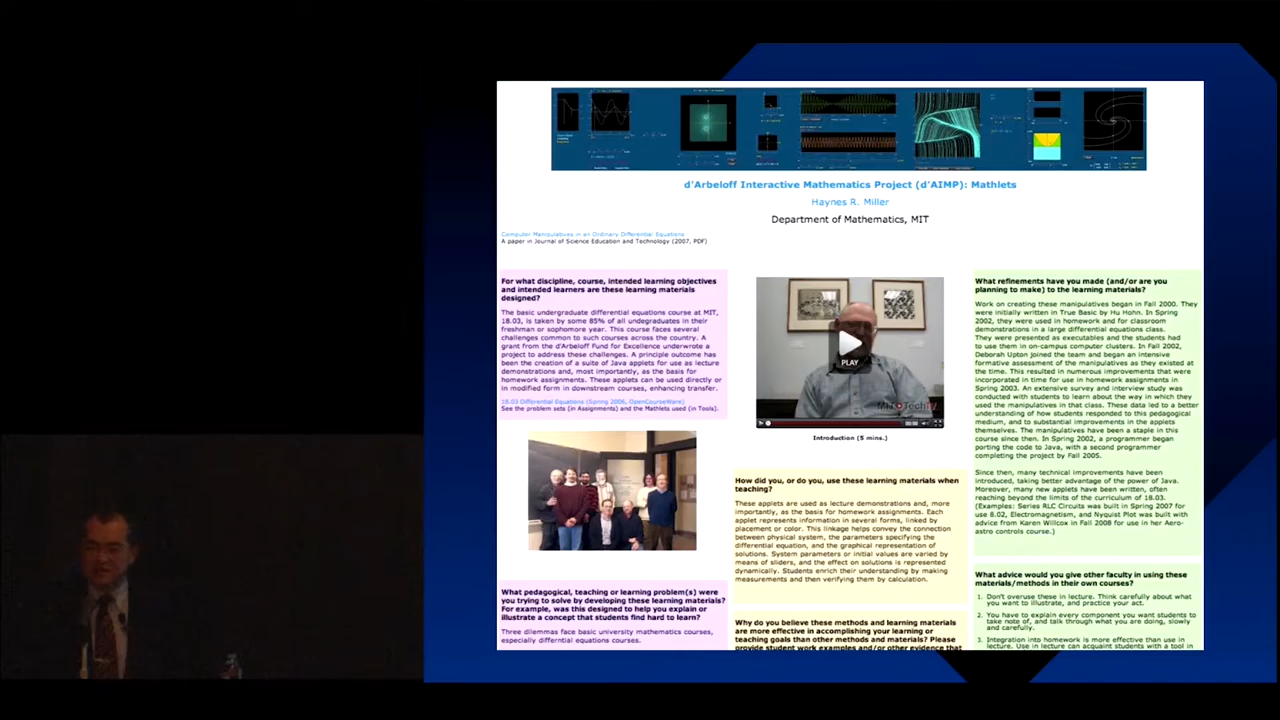 d'Arbeloff Interactive Mathematics Project (d'AIMP): Mathlets
Haynes R. Miller
Department of Mathematics, MIT
Computer Manipulatives in an Ordinary Differential Equations
A paper in Journal of Science Education and Technology (2007, PDF)
For what discipline, course, intended learning objectives
and intended learners are these learning materials
designed?
The basic undergraduate differential equations course at MIT,
18.03, is taken by some 85% of all undergraduates in their
freshman or sophomore year. This course faces several
challenges common to such courses across the country. A
grant from the d'Arbeloff Fund for Excellence underwrote a
project to address these challenges. A principle outcome has
been the creation of a suite of Java applets for use as lecture
demonstrations and, most importantly, as the basis for
homework assignments. These applets can be used directly or
in modified form in downstream courses, enhancing transfer.
18.03 Differential Equations (Spring 2006, OpenCourseWare)
See the problem sets (in Assignments) and the Mathlets used (in Tools).
What pedagogical, teaching or learning problem(s) were
you trying to solve by developing these learning materials?
For example, was this designed to help you explain or
illustrate a concept that students find hard to learn?
Three dilemmas face basic university mathematics courses,
especially differential equations courses.
PLAY
MIT TechTV
Introduction (5 mins.)
How did you, or do you, use these learning materials when
teaching?
These applets are used as lecture demonstrations and, more
importantly, as the basis for homework assignments. Each
applet represents information in several forms, linked by
placement or color. This linkage helps convey the connection
between physical system, the parameters specifying the
differential equation, and the graphical representation of
solutions. System parameters or initial values are varied by
means of sliders, and the effect on solutions is represented
dynamically. Students enrich their understanding by making
measurements and then verifying them by calculation.
Why do you believe these methods and learning materials
are more effective in accomplishing your learning or
teaching goals than other methods and materials? Please
provide student work examples and/or other evidence that
What refinements have you made (and/or are you
planning to make) to the learning materials?
Work on creating these manipulatives began in Fall 2000. They
were initially written in True Basic by Hu Hohn. In Spring
2002, they were used in homework and for classroom
demonstrations in a large differential equations class.
They were presented as executables and the students had
to use them in on-campus computer clusters. In Fall 2002,
Deborah Upton joined the team and began an intensive
formative assessment of the manipulatives as they existed at
the time. This resulted in numerous improvements that were
incorporated in time for use in homework assignments in
Spring 2003. An extensive survey and interview study was
conducted with students to learn about the way in which they
used the manipulatives in that class. These data led to a better
understanding of how students responded to this pedagogical
medium, and to substantial improvements in the applets
themselves. The manipulatives have been a staple in this
course since then. In Spring 2002, a programmer began
porting the code to Java, with a second programmer
completing the project by Fall 2005.
Since then, many technical improvements have been
introduced, taking better advantage of the power of Java.
Moreover, many new applets have been written, often
reaching beyond the limits of the curriculum of 18.03.
(Examples: Series RLC Circuits was built in Spring 2007 for
use 8.02, Electromagnetism, and Nyquist Plot was built with
advice from Karen Willcox in Fall 2008 for use in her Aero-
astro controls course.)
What advice would you give other faculty in using these
materials/methods in their own courses?
1. Don't overuse these in lecture. Think carefully about what
you want to illustrate, and practice your act.
2. You have to explain every component you want students to
take note of, and talk through what you are doing, slowly
and carefully.
3. Integration into homework is more effective than use in
lecture. Use in lecture can acquaint students with a tool in